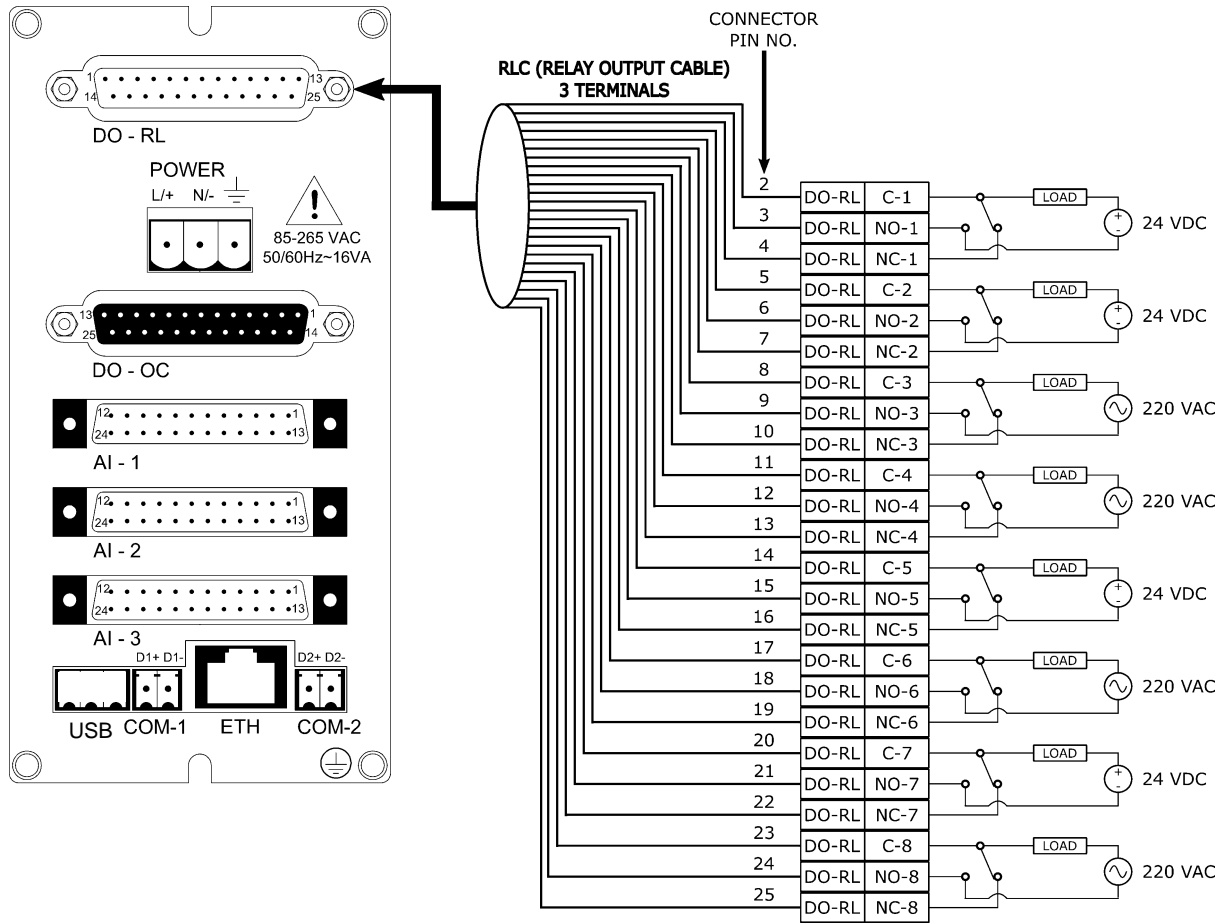 CONNECTOR
PIN NO.
RLC (RELAY OUTPUT CABLE)
3 TERMINALS
1 13
14 25
DO - RL
POWER
L/+ N/-
!
85-265 VAC
50/60Hz~16VA
13 1
25 14
DO - OC
12 1
24 13
AI - 1
12 1
24 13
AI - 2
12 1
24 13
AI - 3
D1+ D1- D2+ D2-
USB COM-1 ETH COM-2
2 DO-RL C-1 LOAD
3 DO-RL NO-1 + - 24 VDC
4 DO-RL NC-1
5 DO-RL C-2 LOAD
6 DO-RL NO-2 + - 24 VDC
7 DO-RL NC-2
8 DO-RL C-3 LOAD
9 DO-RL NO-3 220 VAC
10 DO-RL NC-3
11 DO-RL C-4 LOAD
12 DO-RL NO-4 220 VAC
13 DO-RL NC-4
14 DO-RL C-5 LOAD
15 DO-RL NO-5 + - 24 VDC
16 DO-RL NC-5
17 DO-RL C-6 LOAD
18 DO-RL NO-6 220 VAC
19 DO-RL NC-6
20 DO-RL C-7 LOAD
21 DO-RL NO-7 + - 24 VDC
22 DO-RL NC-7
23 DO-RL C-8 LOAD
24 DO-RL NO-8 220 VAC
25 DO-RL NC-8